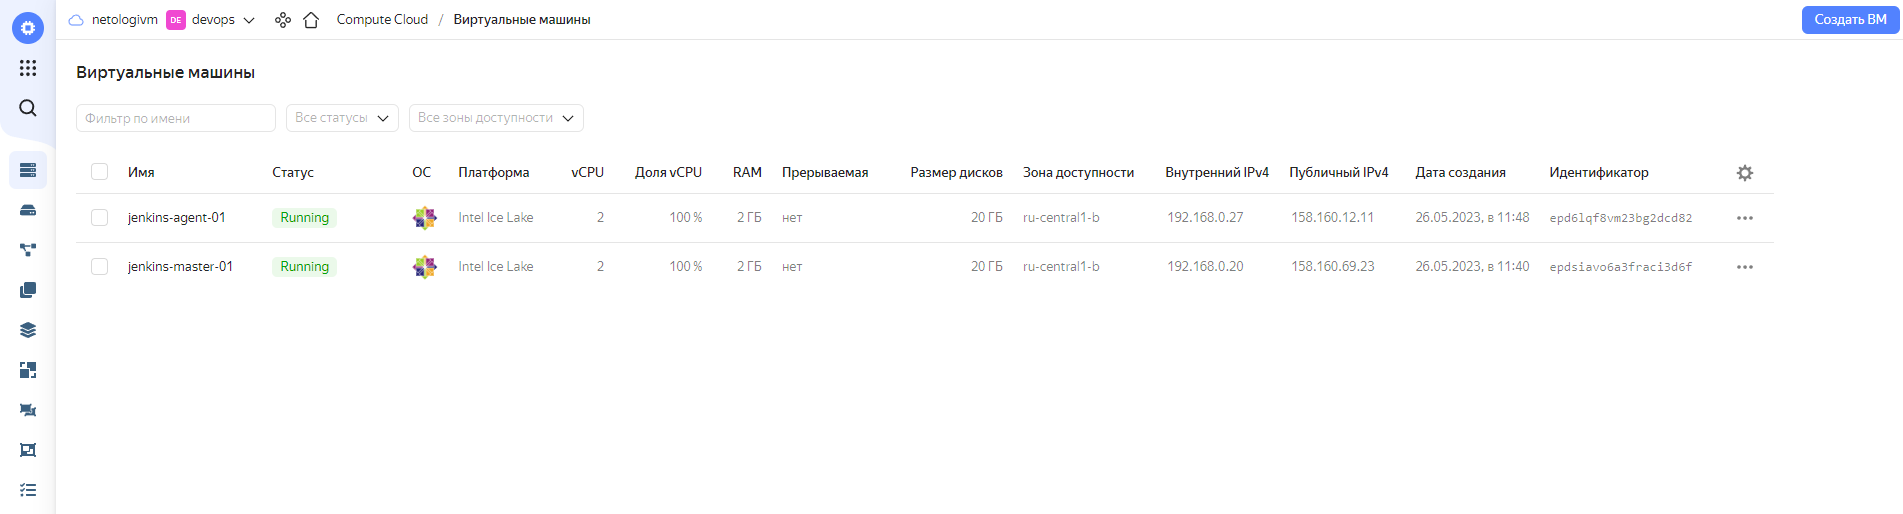 netologivm DE devops Compute Cloud / Виртуальные машины Создать ВМ
Виртуальные машины
Фильтр по имени Все статусы Все зоны доступности
Имя Статус ОС Платформа vCPU Доля vCPU RAM Прерываемая Размер дисков Зона доступности Внутренний IPv4 Публичный IPv4 Дата создания Идентификатор
jenkins-agent-01 Running Intel Ice Lake 2 100 % 2 ГБ нет 20 ГБ ru-central1-b 192.168.0.27 158.160.12.11 26.05.2023, в 11:48 epd6lqf8vm23bg2dcd82
jenkins-master-01 Running Intel Ice Lake 2 100 % 2 ГБ нет 20 ГБ ru-central1-b 192.168.0.20 158.160.69.23 26.05.2023, в 11:40 epdsiavo6a3fraci3d6f